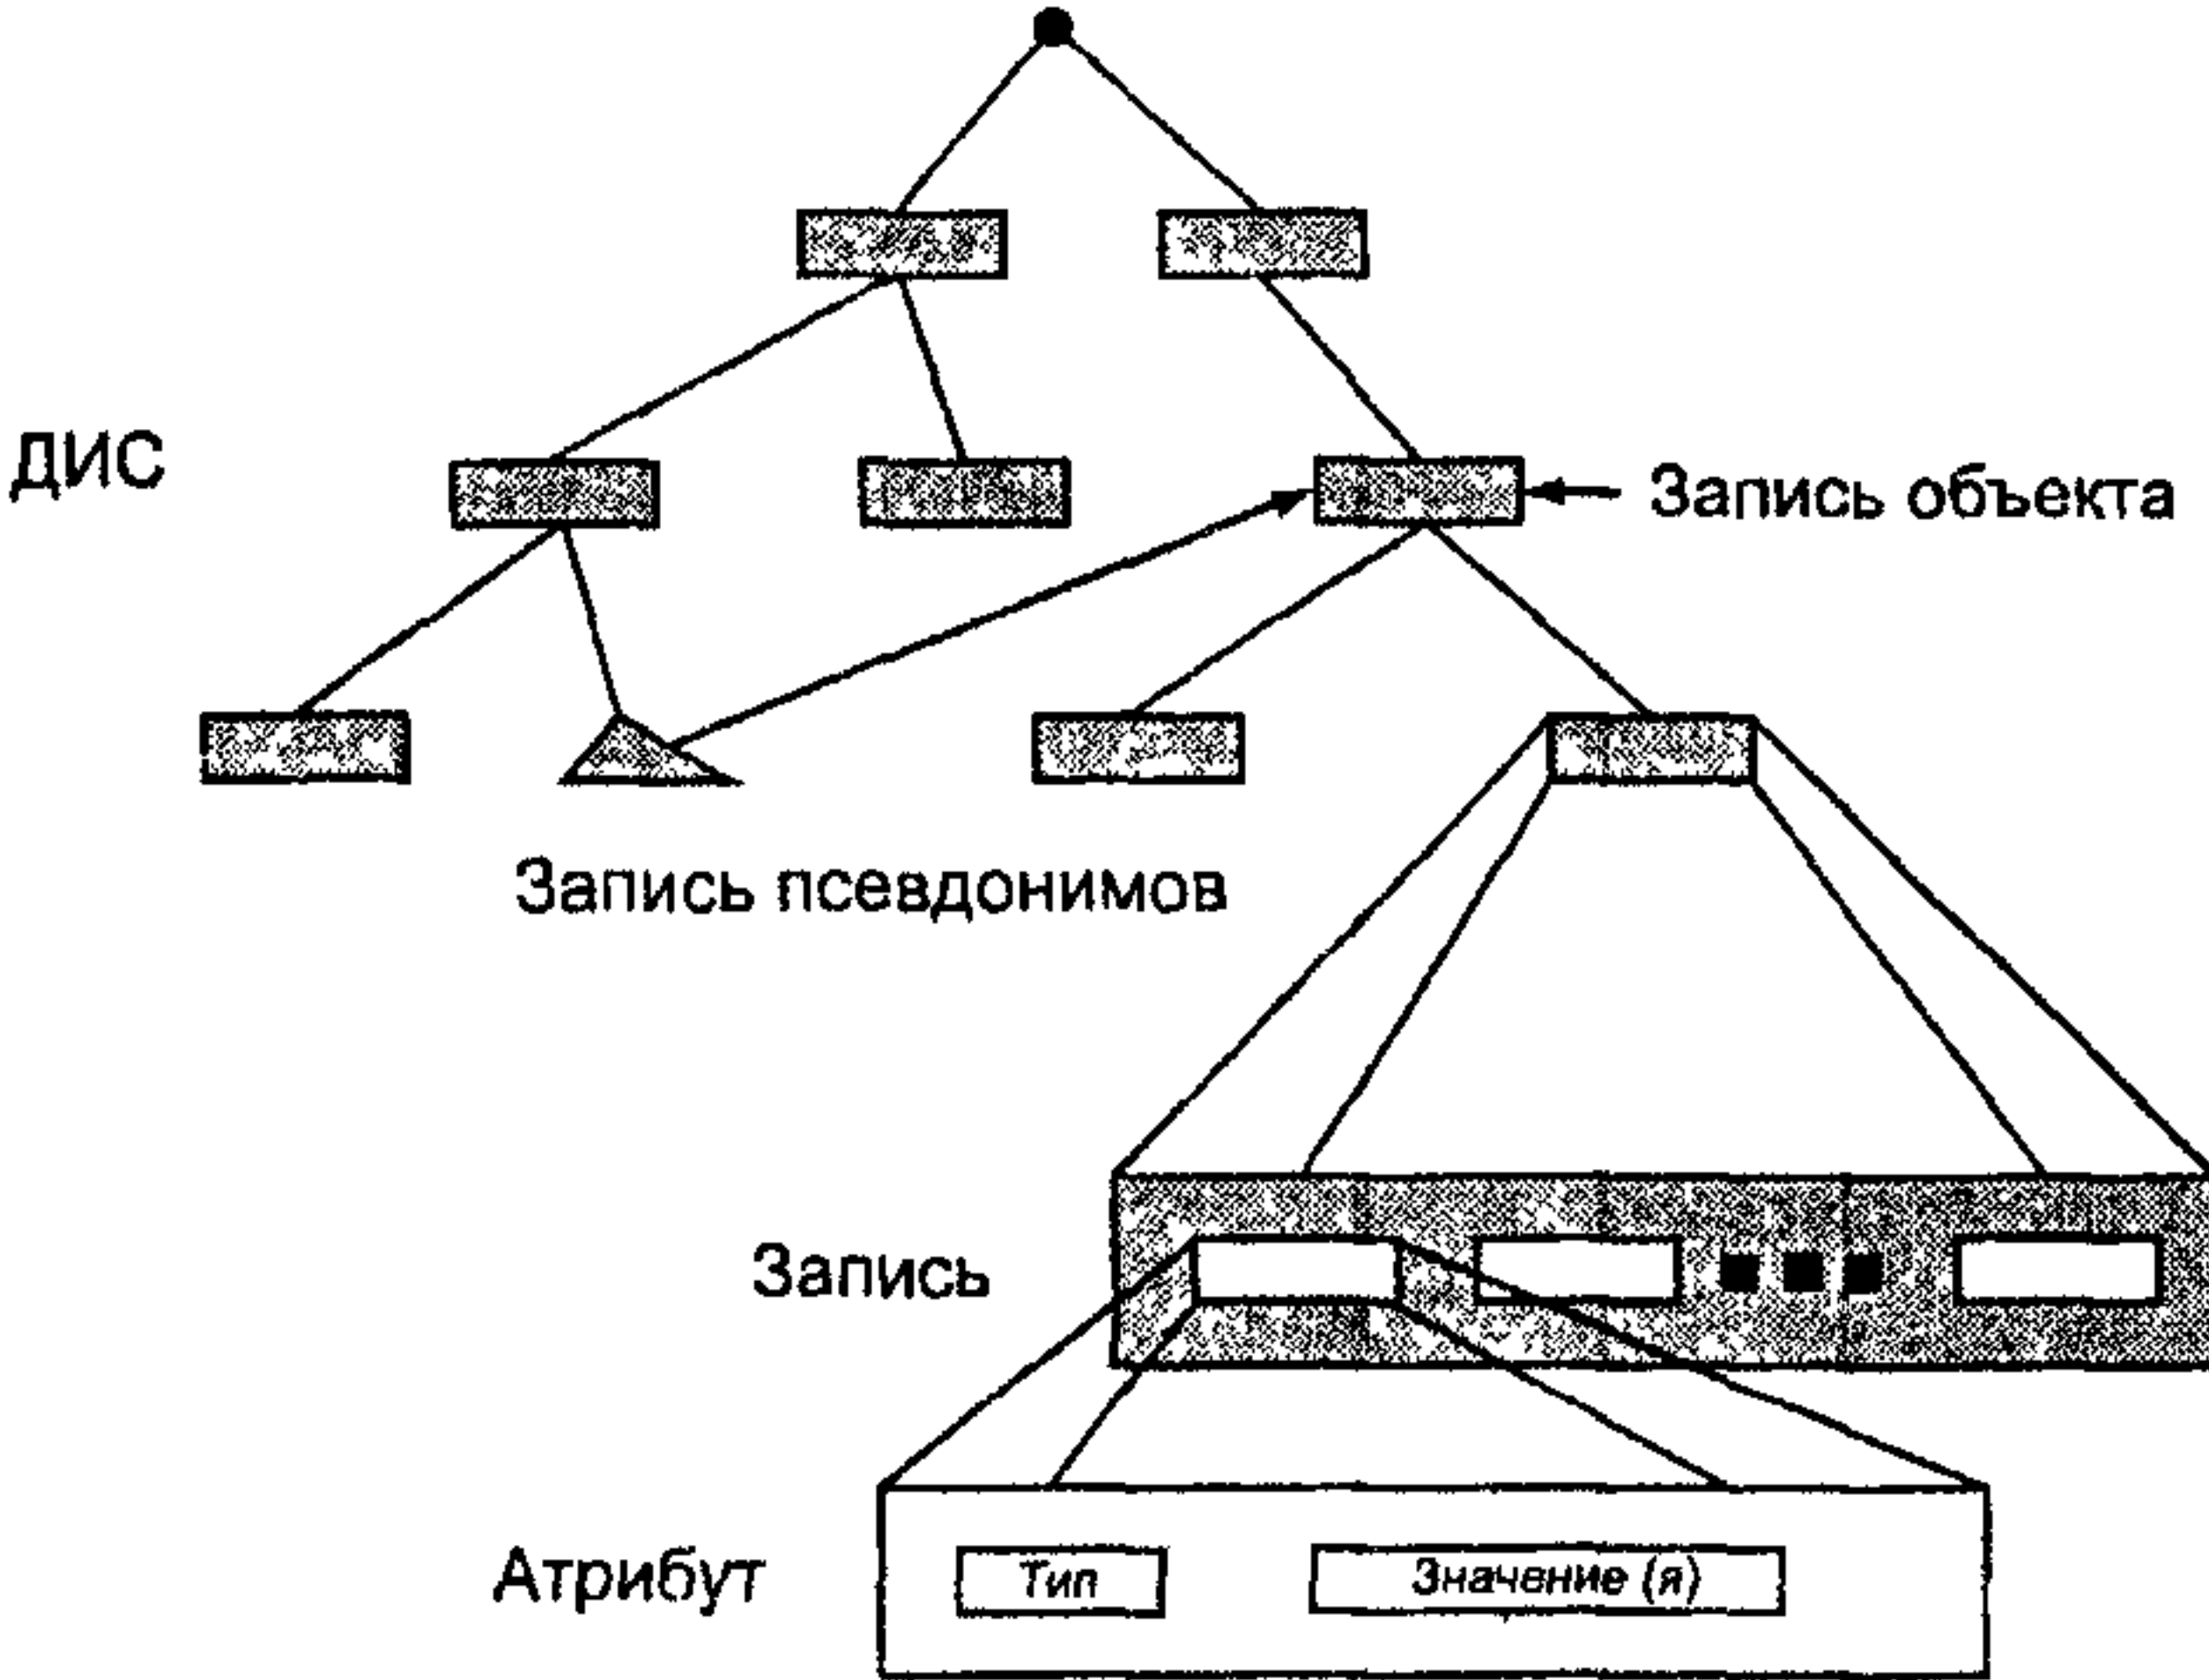 ДИС
Запись объекта
Запись псевдонимов
Запись
Атрибут
Тип
Значение (я)